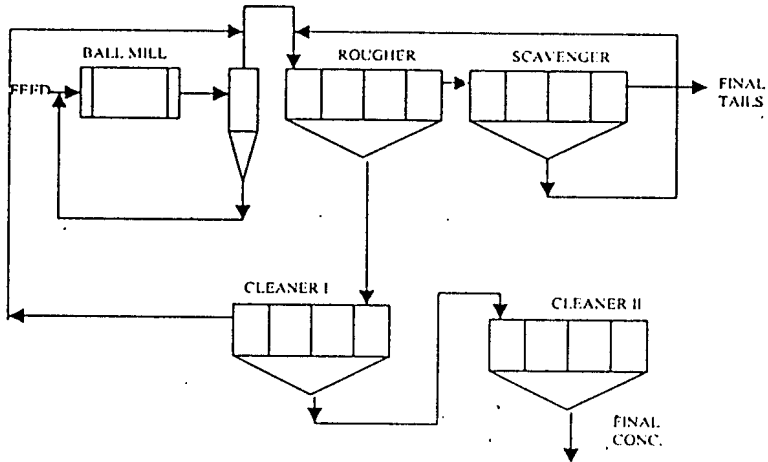 BALL MILL
ROUGHER
SCAVENGER
FEED
FINAL
TAILS
CLEANER I
CLEANER II
FINAL
CONC.